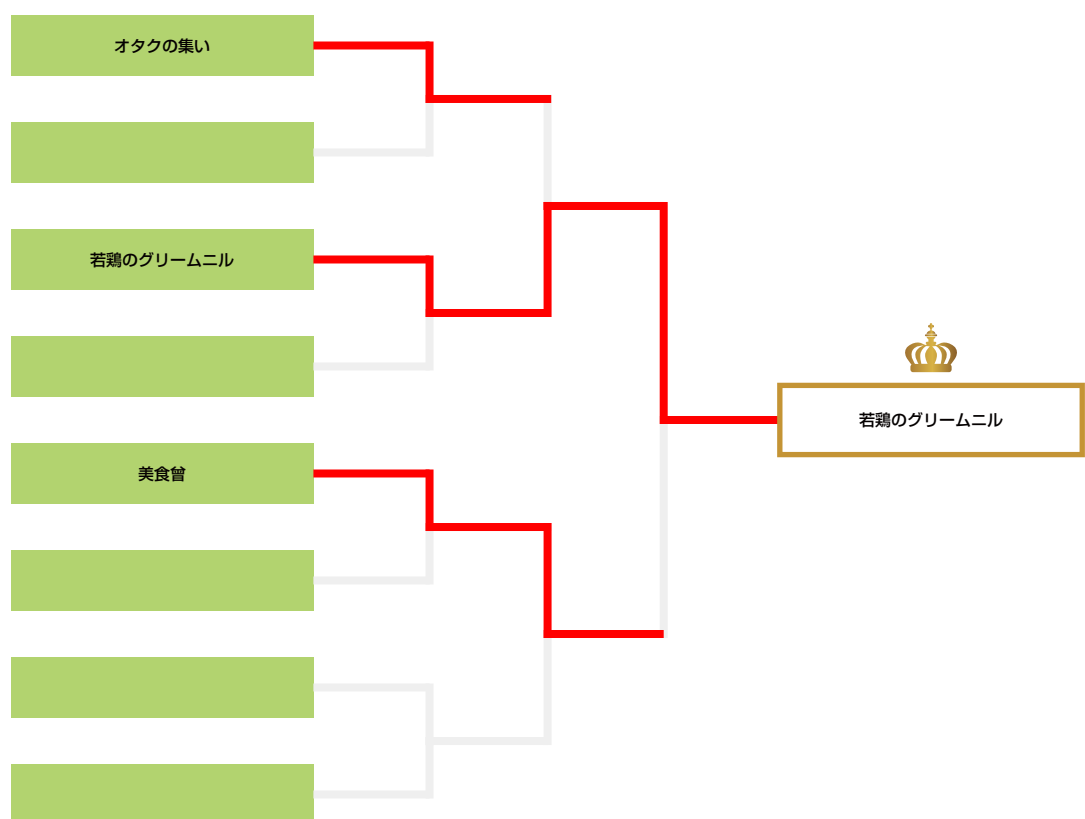 オタクの集い
若鶏のグリームニル
美食曾
若鶏のグリームニル